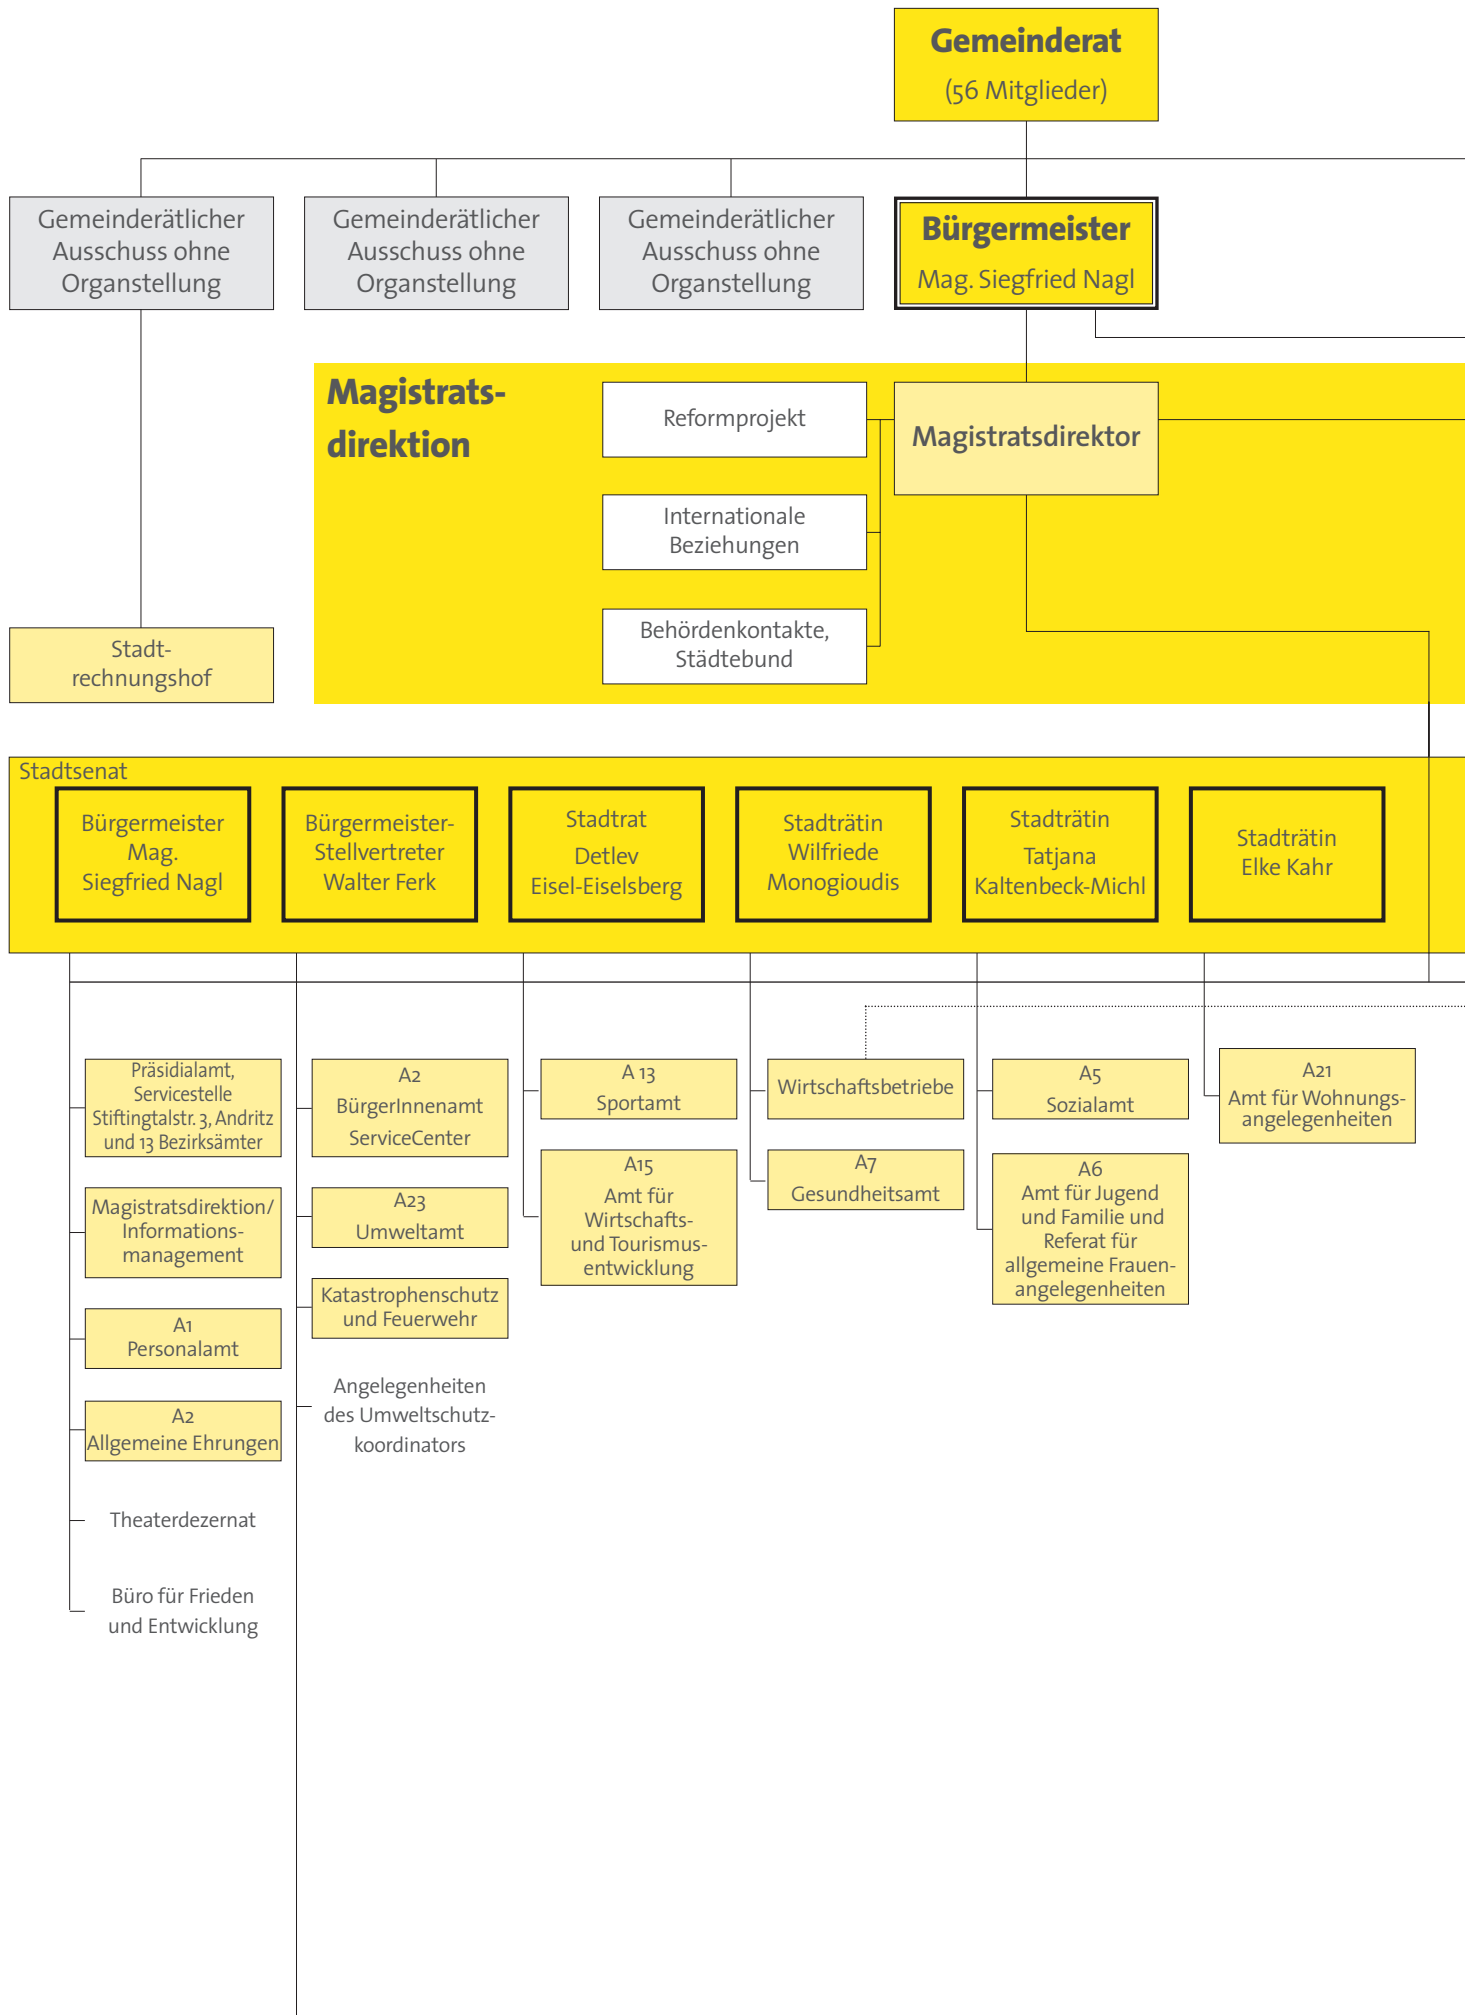 Gemeinderat
(56 Mitglieder)
Gemeinderätlicher
Ausschuss ohne
Organstellung
Gemeinderätlicher
Ausschuss ohne
Organstellung
Gemeinderätlicher
Ausschuss ohne
Organstellung
Bürgermeister
Mag. Siegfried Nagl
Magistrats-
direktion
Reformprojekt
Magistratsdirektor
Internationale
Beziehungen
Behördenkontakte,
Städtebund
Stadt-
rechnungshof
Stadtsenat
Bürgermeister
Mag.
Siegfried Nagl
Bürgermeister-
Stellvertreter
Walter Ferk
Stadtrat
Detlev
Eisel-Eiselsberg
Stadträtin
Wilfriede
Monogioudis
Stadträtin
Tatjana
Kaltenbeck-Michl
Stadträtin
Elke Kahr
Präsidialamt,
Servicestelle
Stiftingtalstr. 3, Andritz
und 13 Bezirksämter
Magistratsdirektion/
Informations-
management
A1
Personalamt
A2
Allgemeine Ehrungen
Theaterdezernat
Büro für Frieden
und Entwicklung
A2
BürgerInnenamt
ServiceCenter
A23
Umweltamt
Katastrophenschutz
und Feuerwehr
Angelegenheiten
des Umweltschutz-
koordinators
A 13
Sportamt
A15
Amt für
Wirtschafts-
und Tourismus-
entwicklung
Wirtschaftsbetriebe
A7
Gesundheitsamt
A5
Sozialamt
A6
Amt für Jugend
und Familie und
Referat für
allgemeine Frauen-
angelegenheiten
A21
Amt für Wohnungs-
angelegenheiten